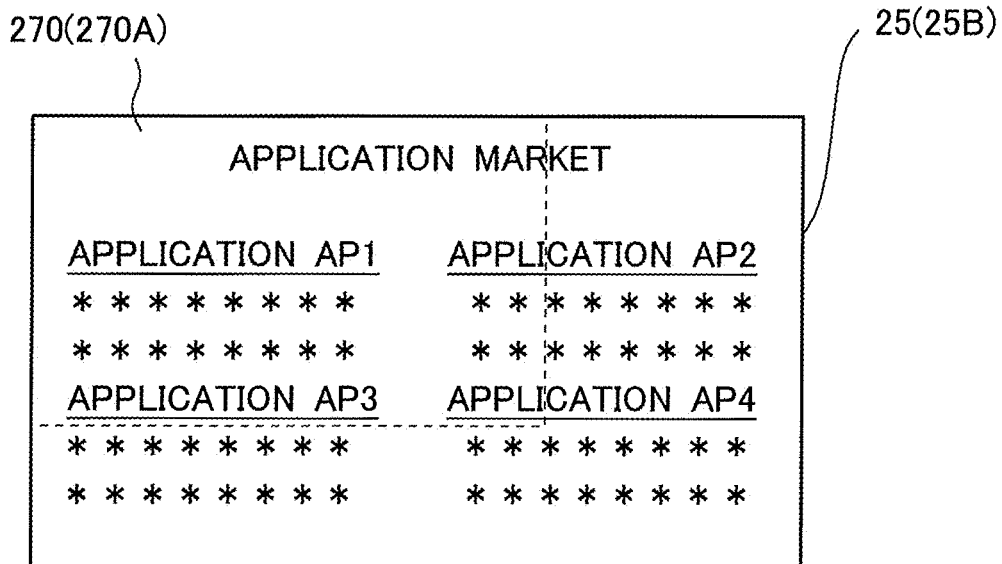 270(270A) 25(25B)
APPLICATION MARKET
APPLICATION AP1 APPLICATION AP2
* * * * * * * * * * * * * * * *
* * * * * * * * * * * * * * * *
APPLICATION AP3 APPLICATION AP4
* * * * * * * * * * * * * * * *
* * * * * * * * * * * * * * * *